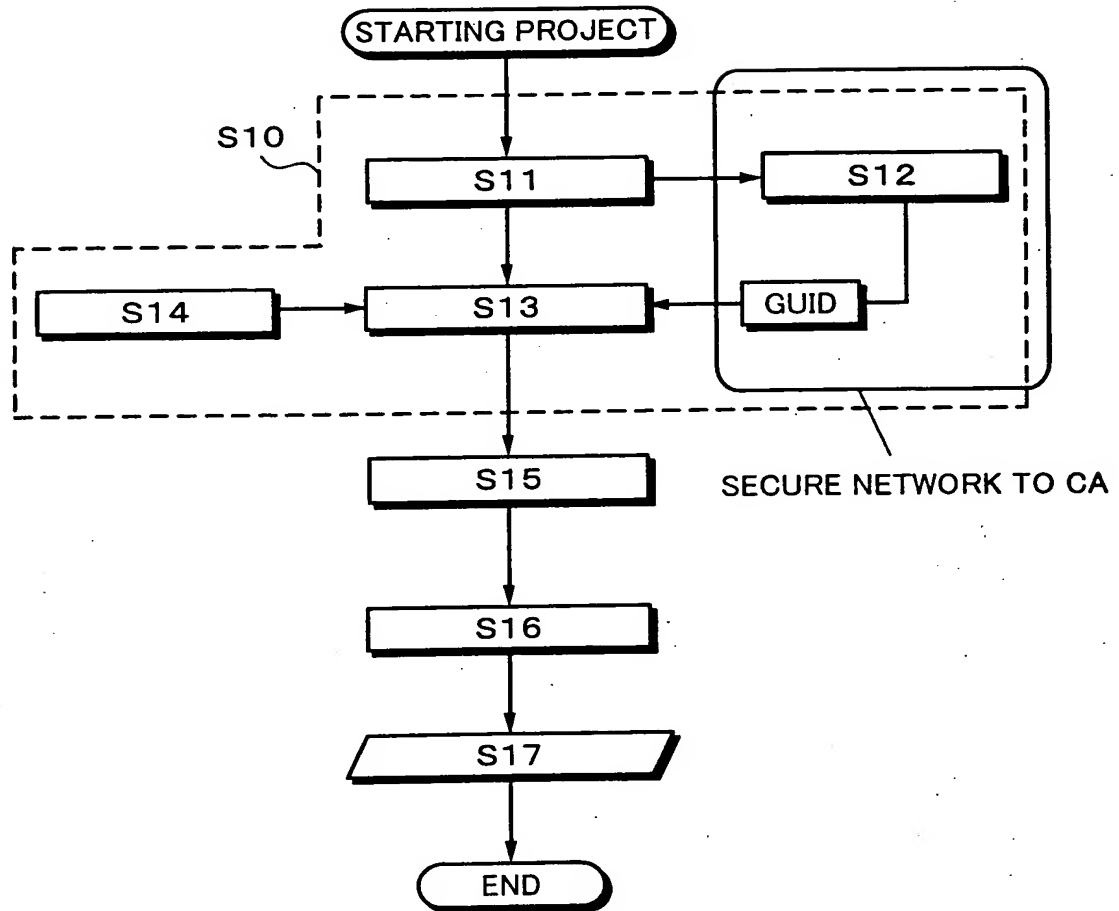 STARTING PROJECT
S10
S11
S12
S14
S13
GUID
S15
SECURE NETWORK TO CA
S16
S17
END